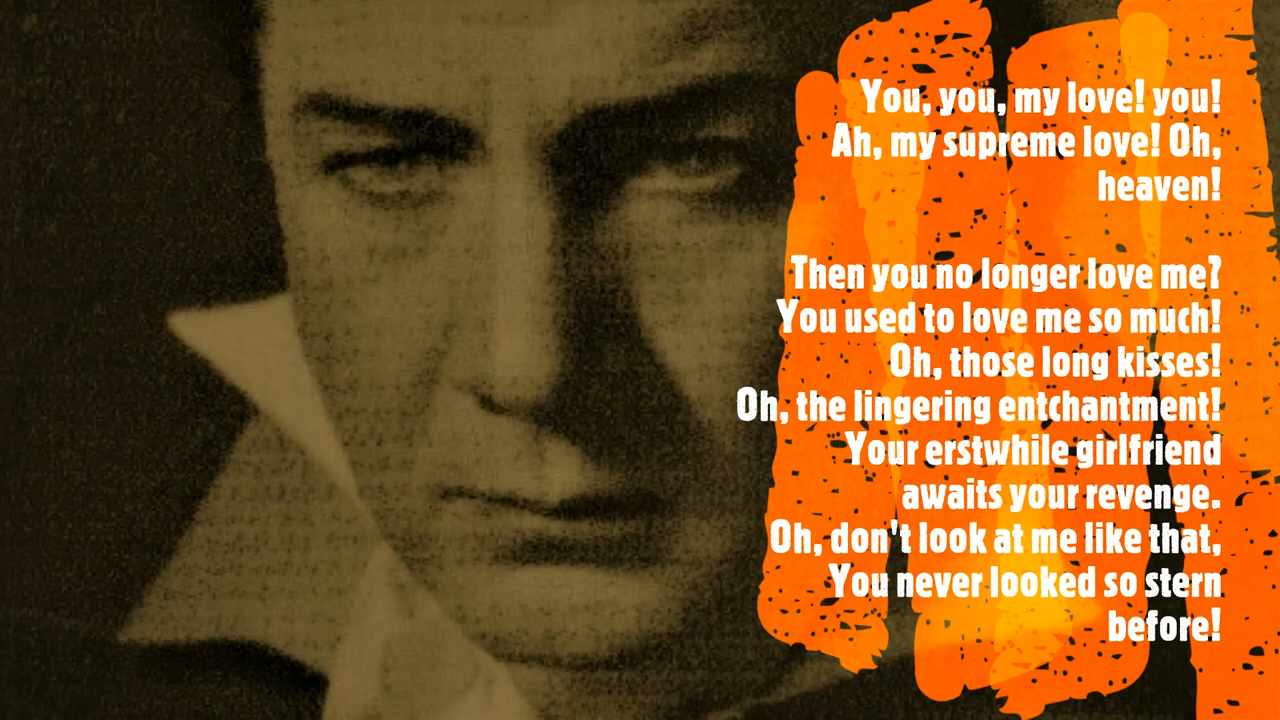 You, you, my love! you!
Ah, my supreme love! Oh,
heaven!
Then you no longer love me?
You used to love me so much!
Oh, those long kisses!
Oh, the lingering entchantment!
Your erstwhile girlfriend
awaits your revenge.
Oh, don't look at me like that,
You never looked so stern
before!